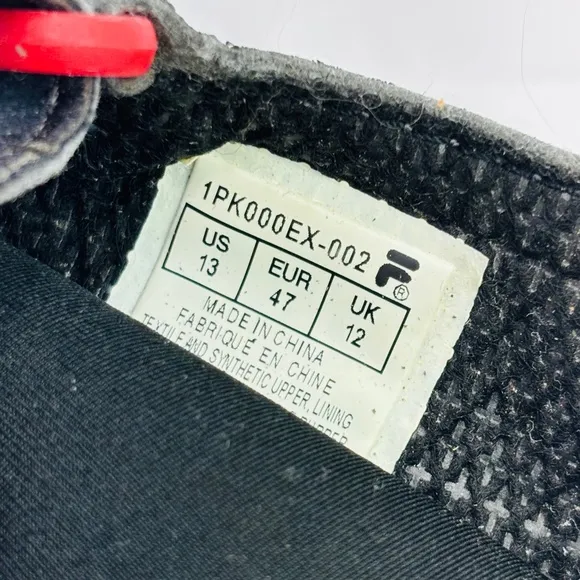 1PK000EX-002
US EUR UK
13 47 12
MADE IN CHINA
FABRIQUÉ EN CHINE
TEXTILE AND SYNTHETIC UPPER, LINING